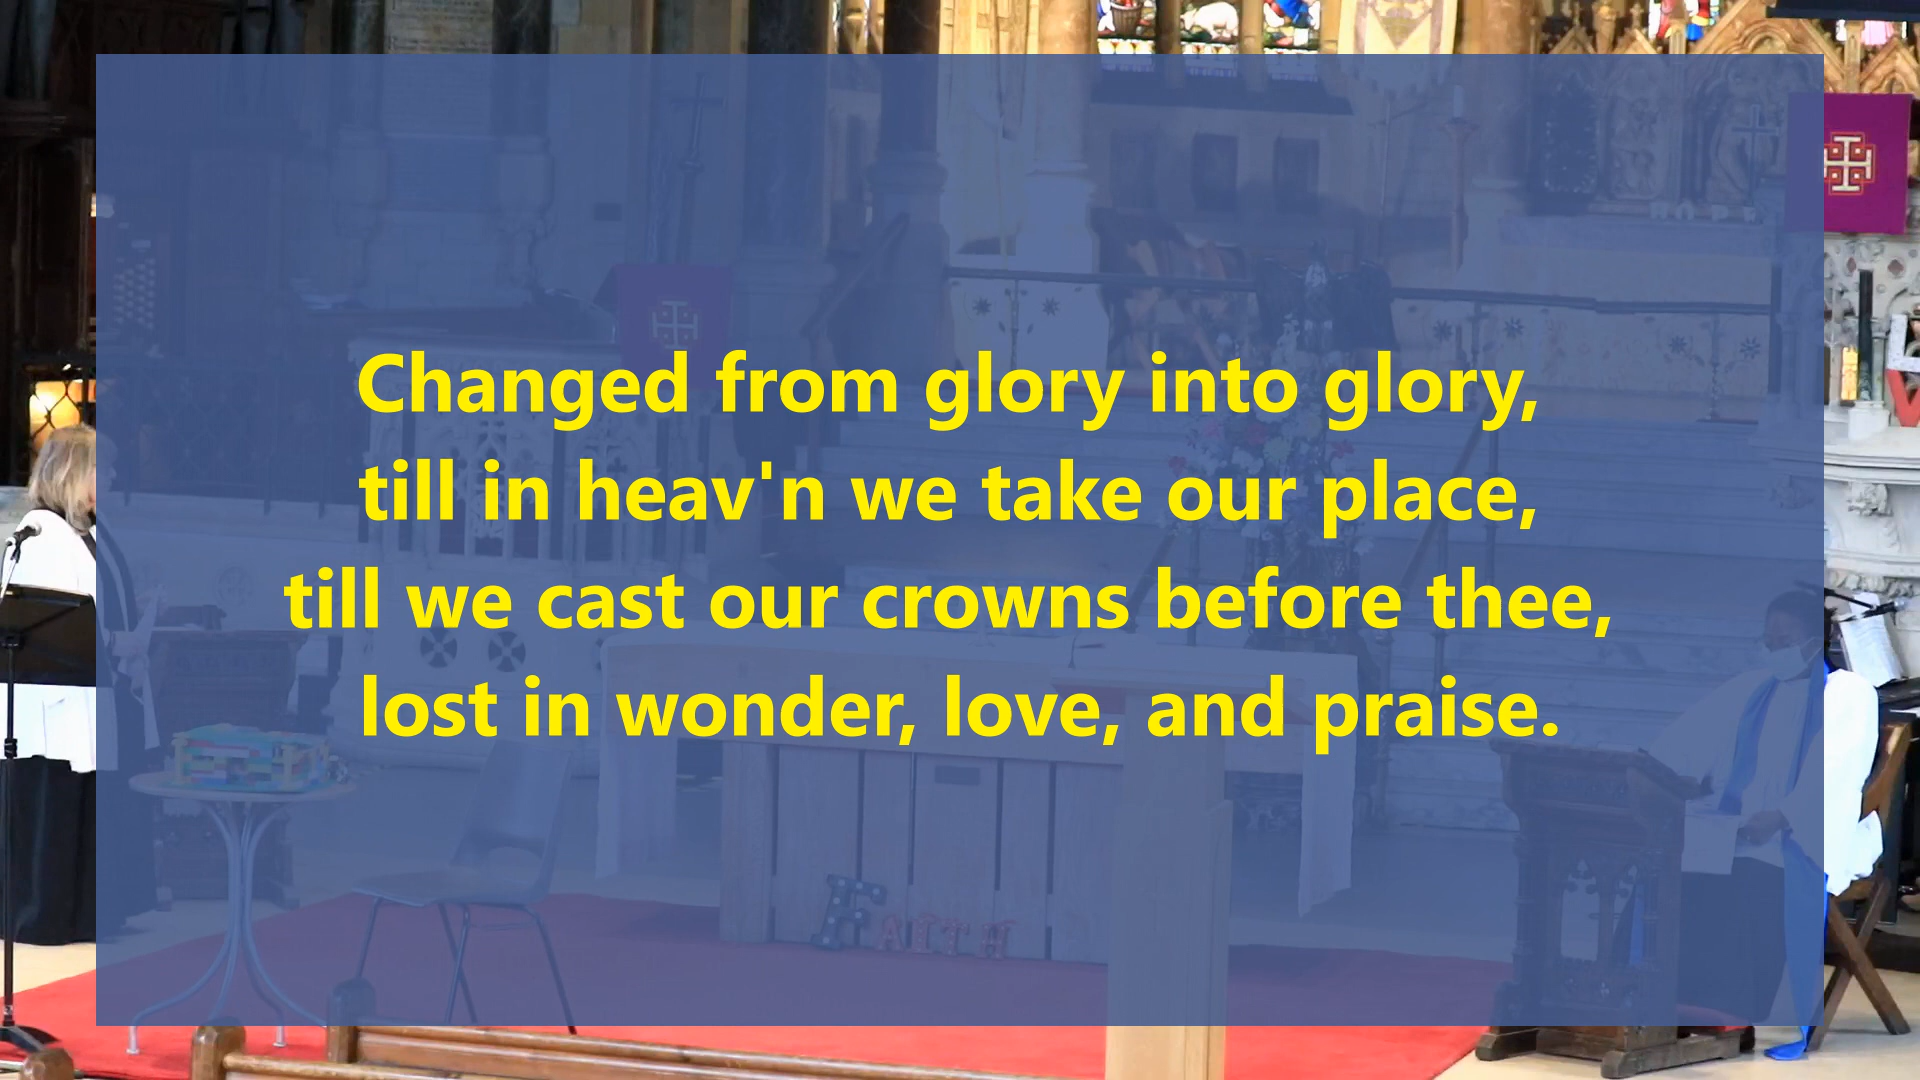 Changed from glory into glory,
till in heav'n we take our place,
till we cast our crowns before thee,
lost in wonder, love, and praise.
FAITH